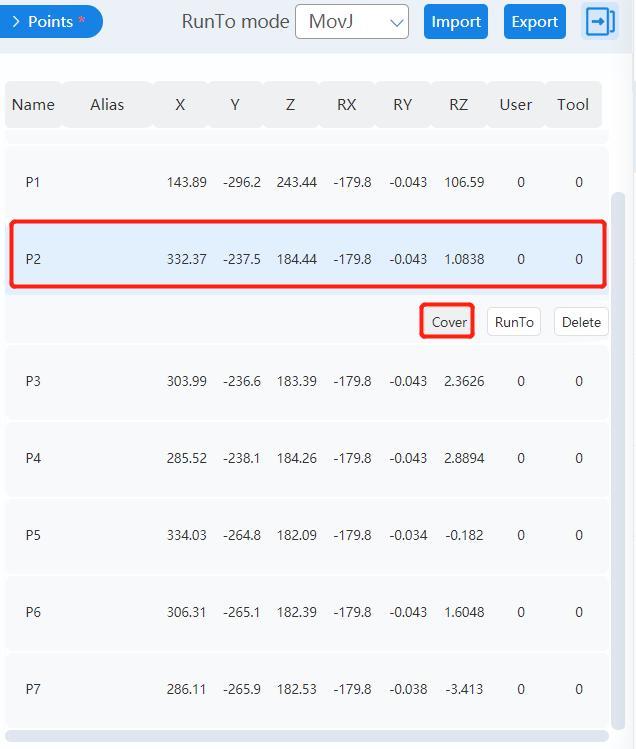 Points * RunTo mode MovJ Import Export
Name Alias X Y Z RX RY RZ User Tool
P1 143.89 -296.2 243.44 -179.8 -0.043 106.59 0 0
P2 332.37 -237.5 184.44 -179.8 -0.043 1.0838 0 0
Cover RunTo Delete
P3 303.99 -236.6 183.39 -179.8 -0.043 2.3626 0 0
P4 285.52 -238.1 184.26 -179.8 -0.043 2.8894 0 0
P5 334.03 -264.8 182.09 -179.8 -0.034 -0.182 0 0
P6 306.31 -265.1 182.39 -179.8 -0.043 1.6048 0 0
P7 286.11 -265.9 182.53 -179.8 -0.038 -3.413 0 0